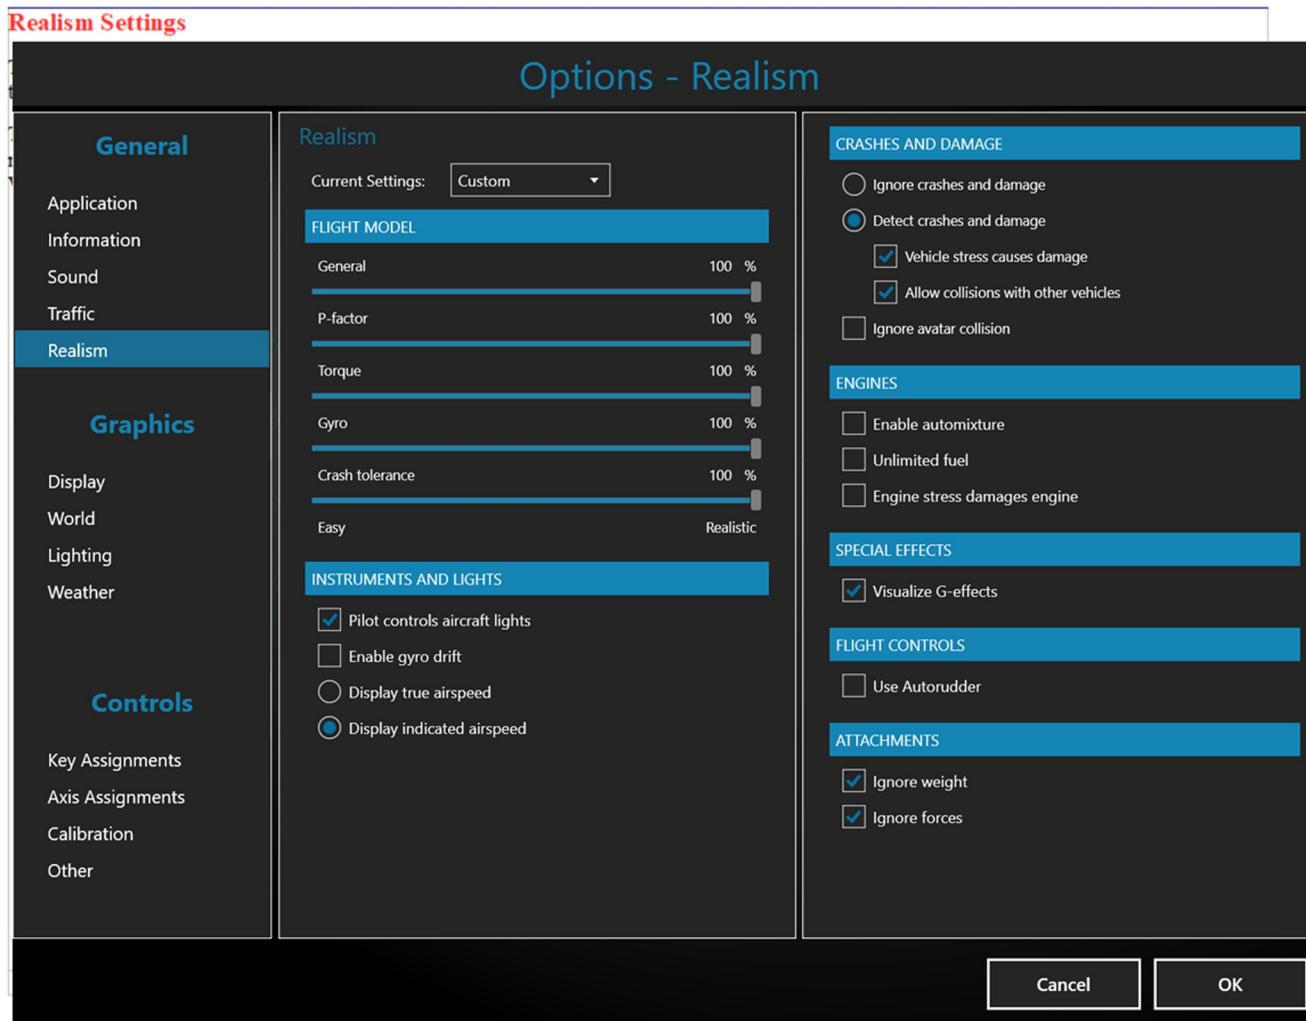 Realism Settings
Options - Realism
General
Application
Information
Sound
Traffic
Realism
Graphics
Display
World
Lighting
Weather
Controls
Key Assignments
Axis Assignments
Calibration
Other
Realism
Current Settings: Custom
FLIGHT MODEL
General 100 %
P-factor 100 %
Torque 100 %
Gyro 100 %
Crash tolerance 100 %
Easy Realistic
INSTRUMENTS AND LIGHTS
Pilot controls aircraft lights
Enable gyro drift
Display true airspeed
Display indicated airspeed
CRASHES AND DAMAGE
Ignore crashes and damage
Detect crashes and damage
Vehicle stress causes damage
Allow collisions with other vehicles
Ignore avatar collision
ENGINES
Enable automixture
Unlimited fuel
Engine stress damages engine
SPECIAL EFFECTS
Visualize G-effects
FLIGHT CONTROLS
Use Autorudder
ATTACHMENTS
Ignore weight
Ignore forces
Cancel OK